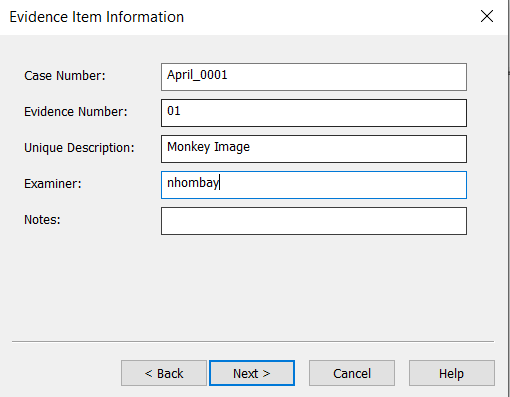 Evidence Item Information
Case Number: April_0001
Evidence Number: 01
Unique Description: Monkey Image
Examiner: nhombay
Notes:
< Back Next > Cancel Help